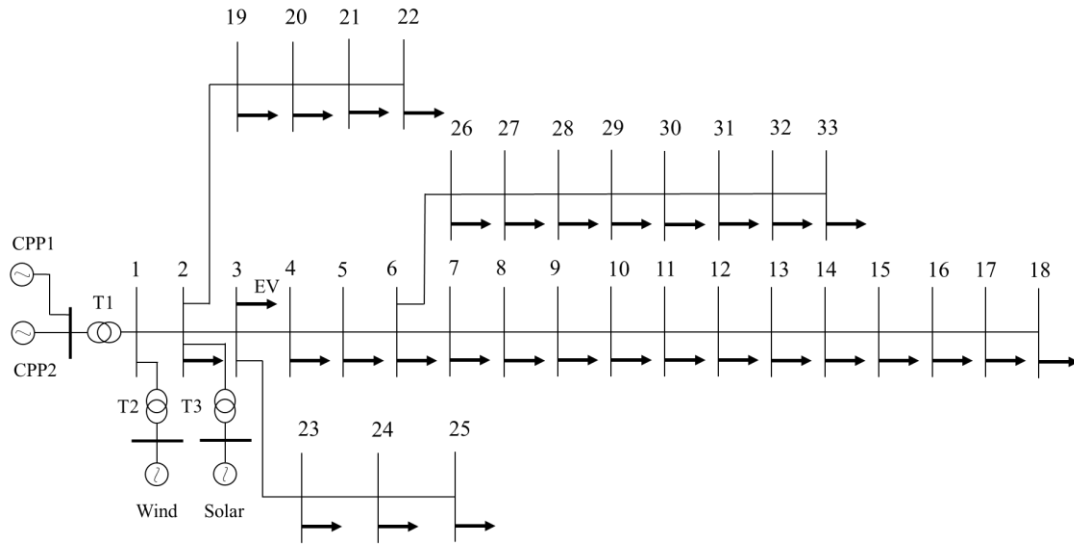 19 20 21 22
26 27 28 29 30 31 32 33
CPP1
1 2 3 4 5 6 7 8 9 10 11 12 13 14 15 16 17 18
EV
T1
CPP2
T2 T3
23 24 25
Wind Solar